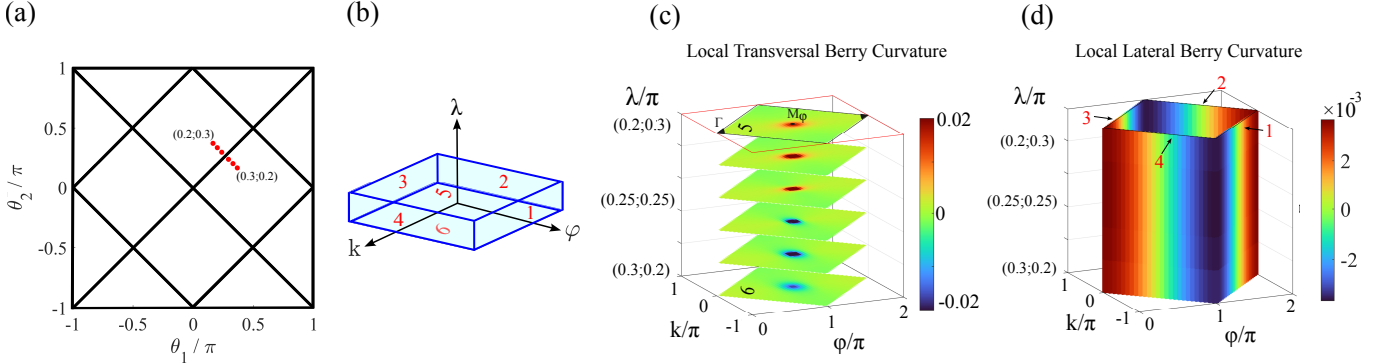 (a)
1
0.5
0
-0.5
-1
θ₂ / π
(0.2;0.3)
(0.3;0.2)
-1
-0.5
0
0.5
1
θ₁ / π
(b)
λ
3
2
5
1
4
6
k
φ
(c)
Local Transversal Berry Curvature
λ/π
(0.2;0.3)
(0.25;0.25)
(0.3;0.2)
Γ
5
Mφ
6
1
0
-1
k/π
0
1
2
φ/π
0.02
0
-0.02
(d)
Local Lateral Berry Curvature
λ/π
(0.2;0.3)
(0.25;0.25)
(0.3;0.2)
2
3
1
4
1
0
-1
k/π
0
1
2
φ/π
×10⁻³
2
0
-2